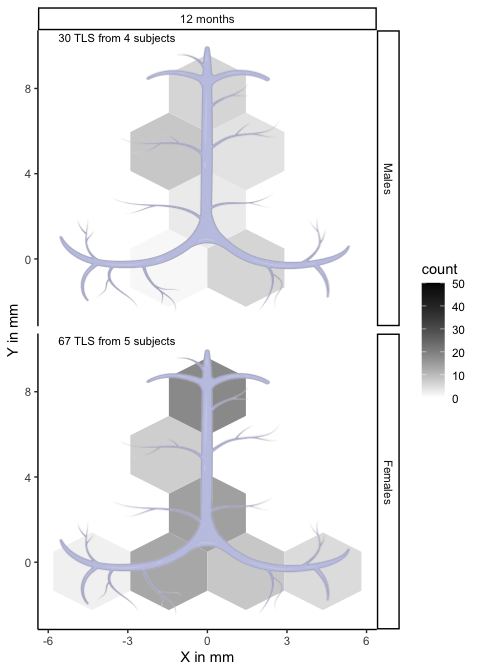 12 months
30 TLS from 4 subjects
8
4
0
Males
67 TLS from 5 subjects
8
4
0
Females
Y in mm
-6
-3
0
3
6
X in mm
count
50
40
30
20
10
0